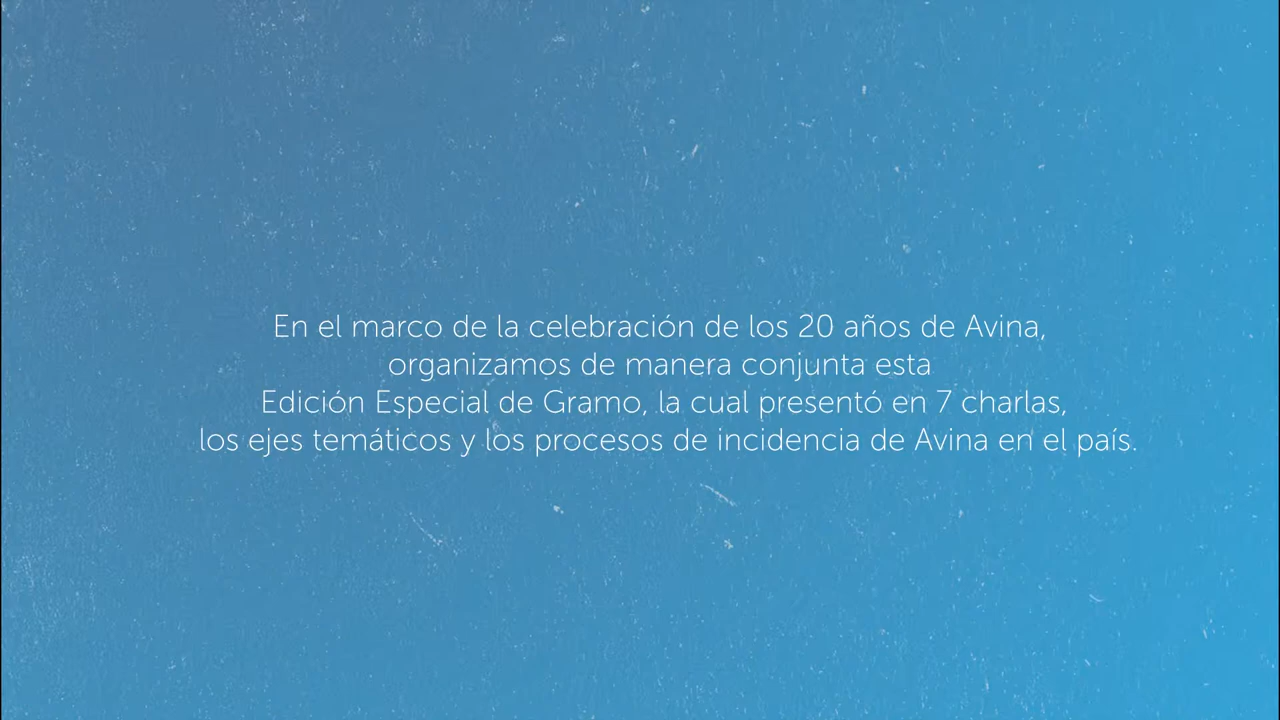 En el marco de la celebración de los 20 años de Avina,
organizamos de manera conjunta esta
Edición Especial de Gramo, la cual presentó en 7 charlas,
los ejes temáticos y los procesos de incidencia de Avina en el país.